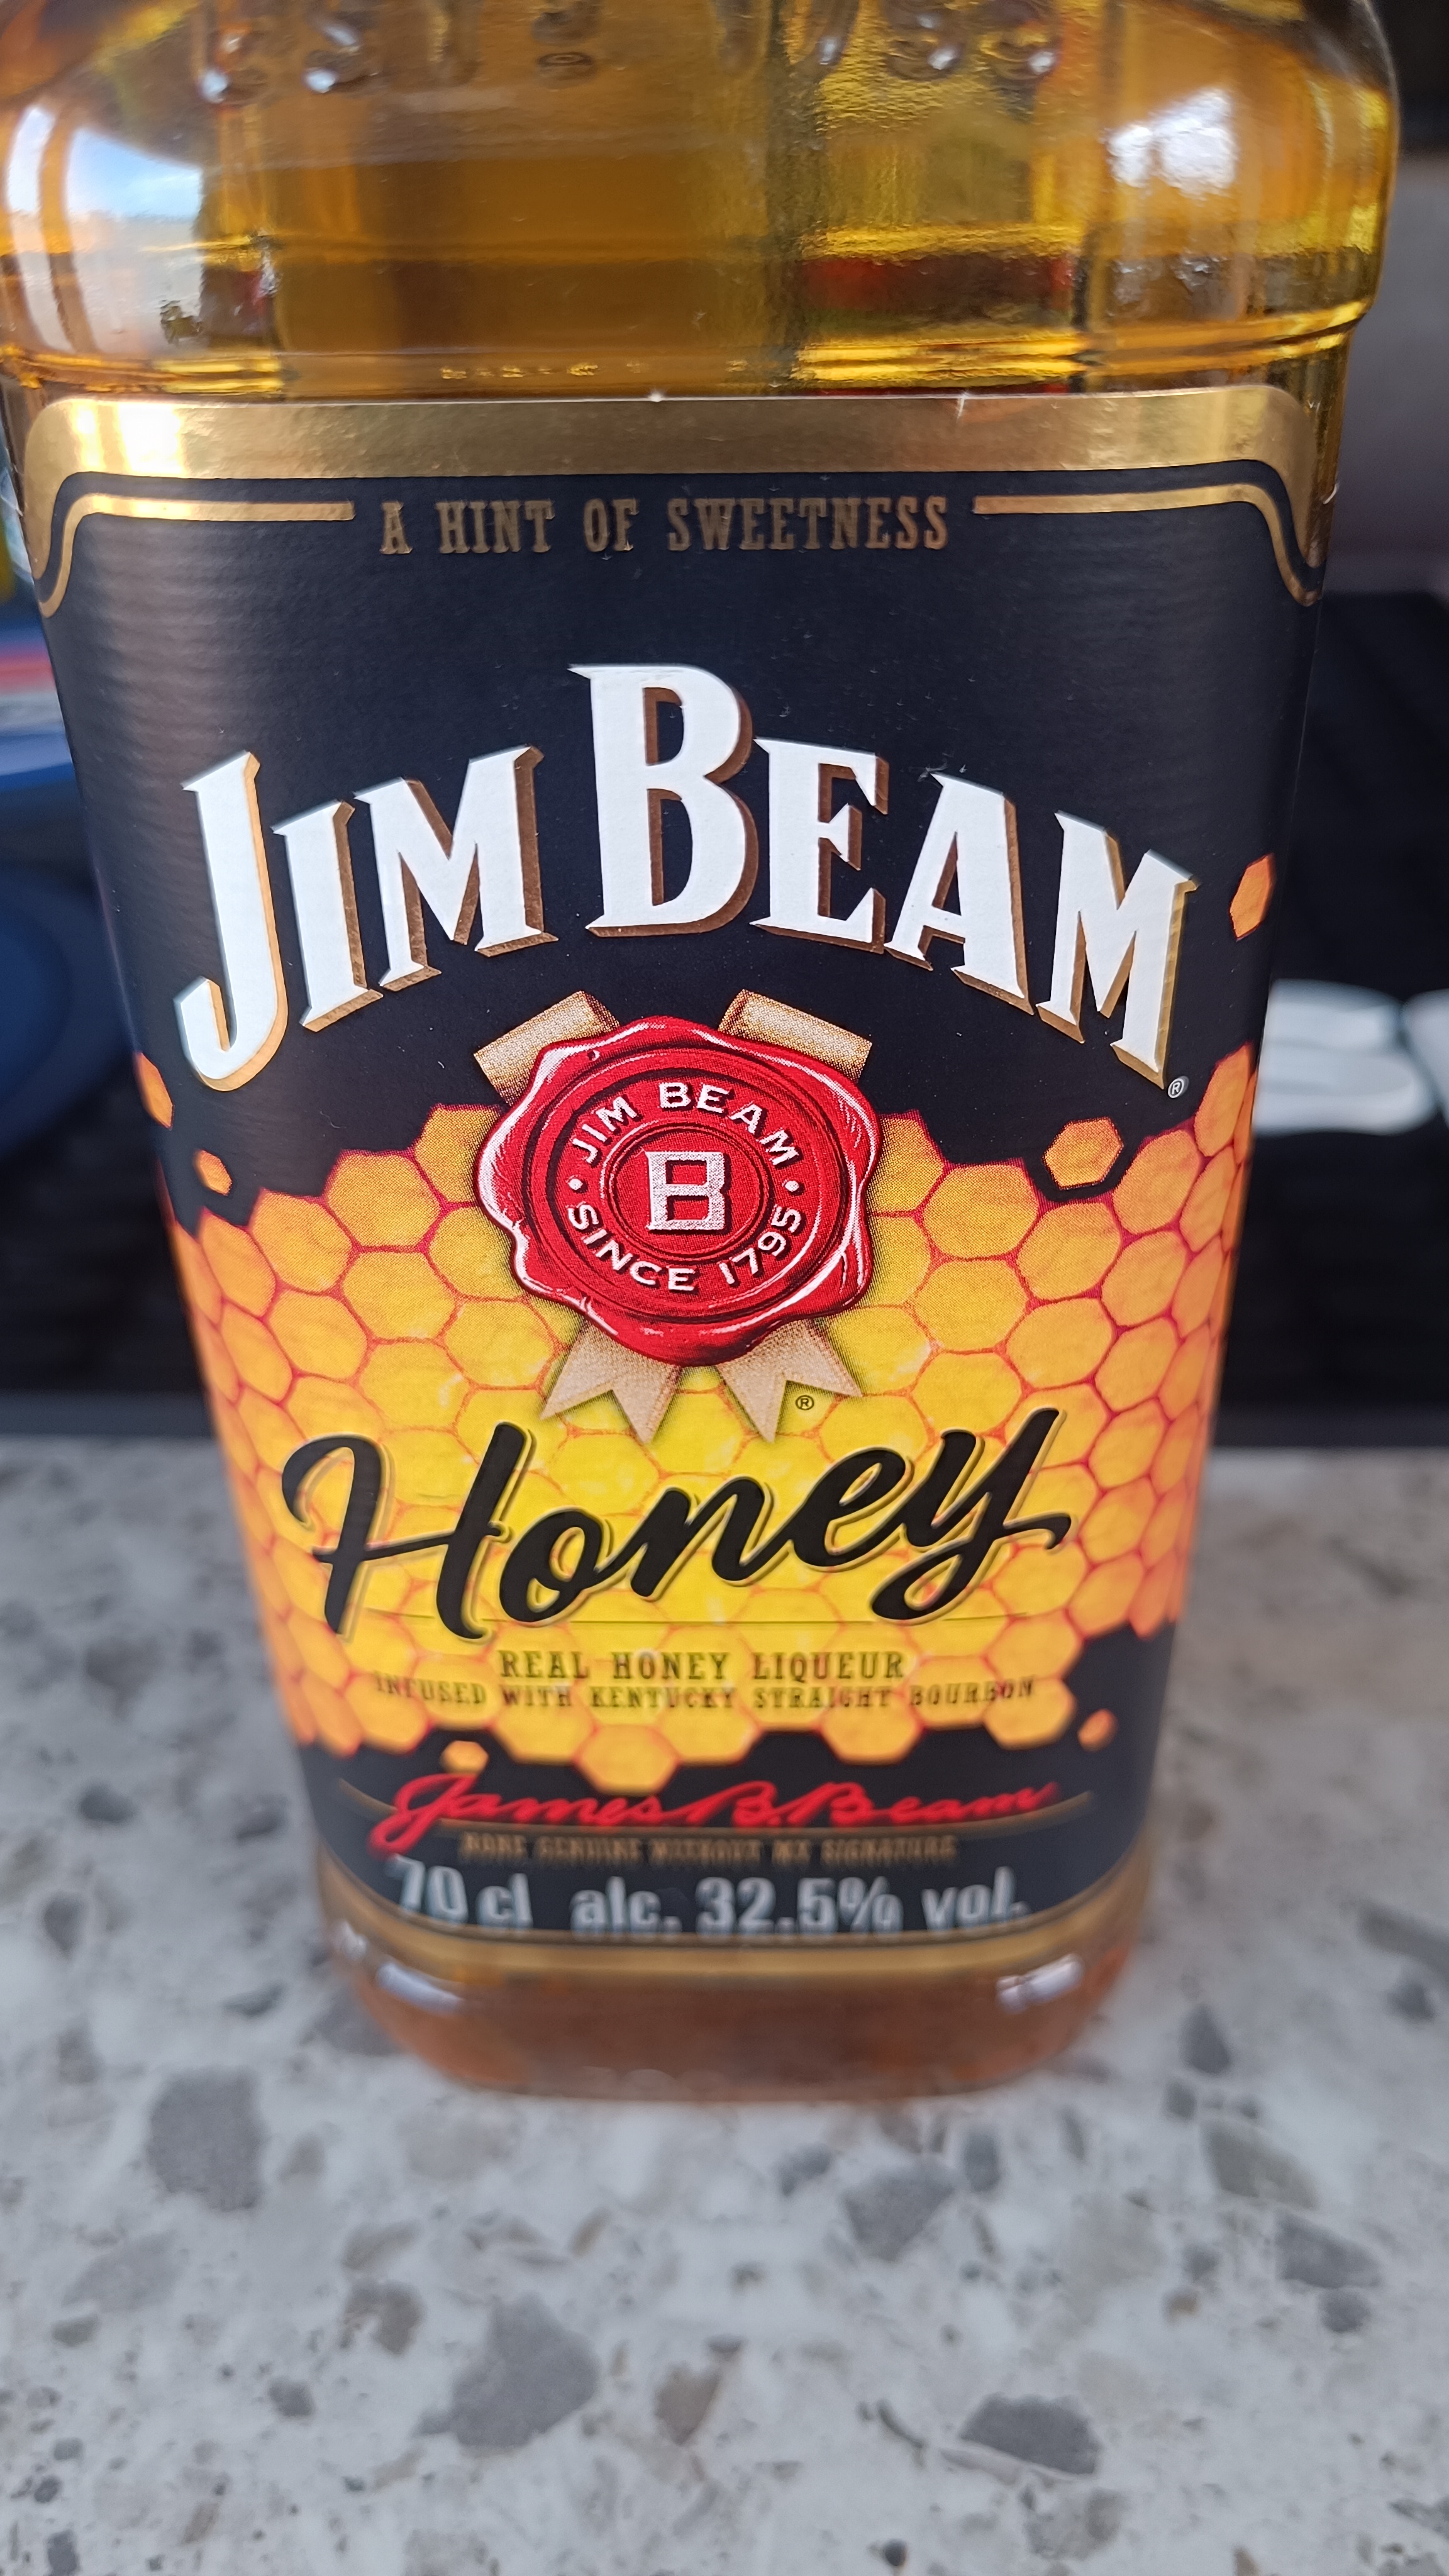 A HINT OF SWEETNESS
JIM BEAM®
JIM BEAM
B
SINCE 1795
®
Honey
REAL HONEY LIQUEUR
INFUSED WITH KENTUCKY STRAIGHT BOURBON
James B. Beam
NONE GENUINE WITHOUT MY SIGNATURE
70 cl alc. 32.5% vol.